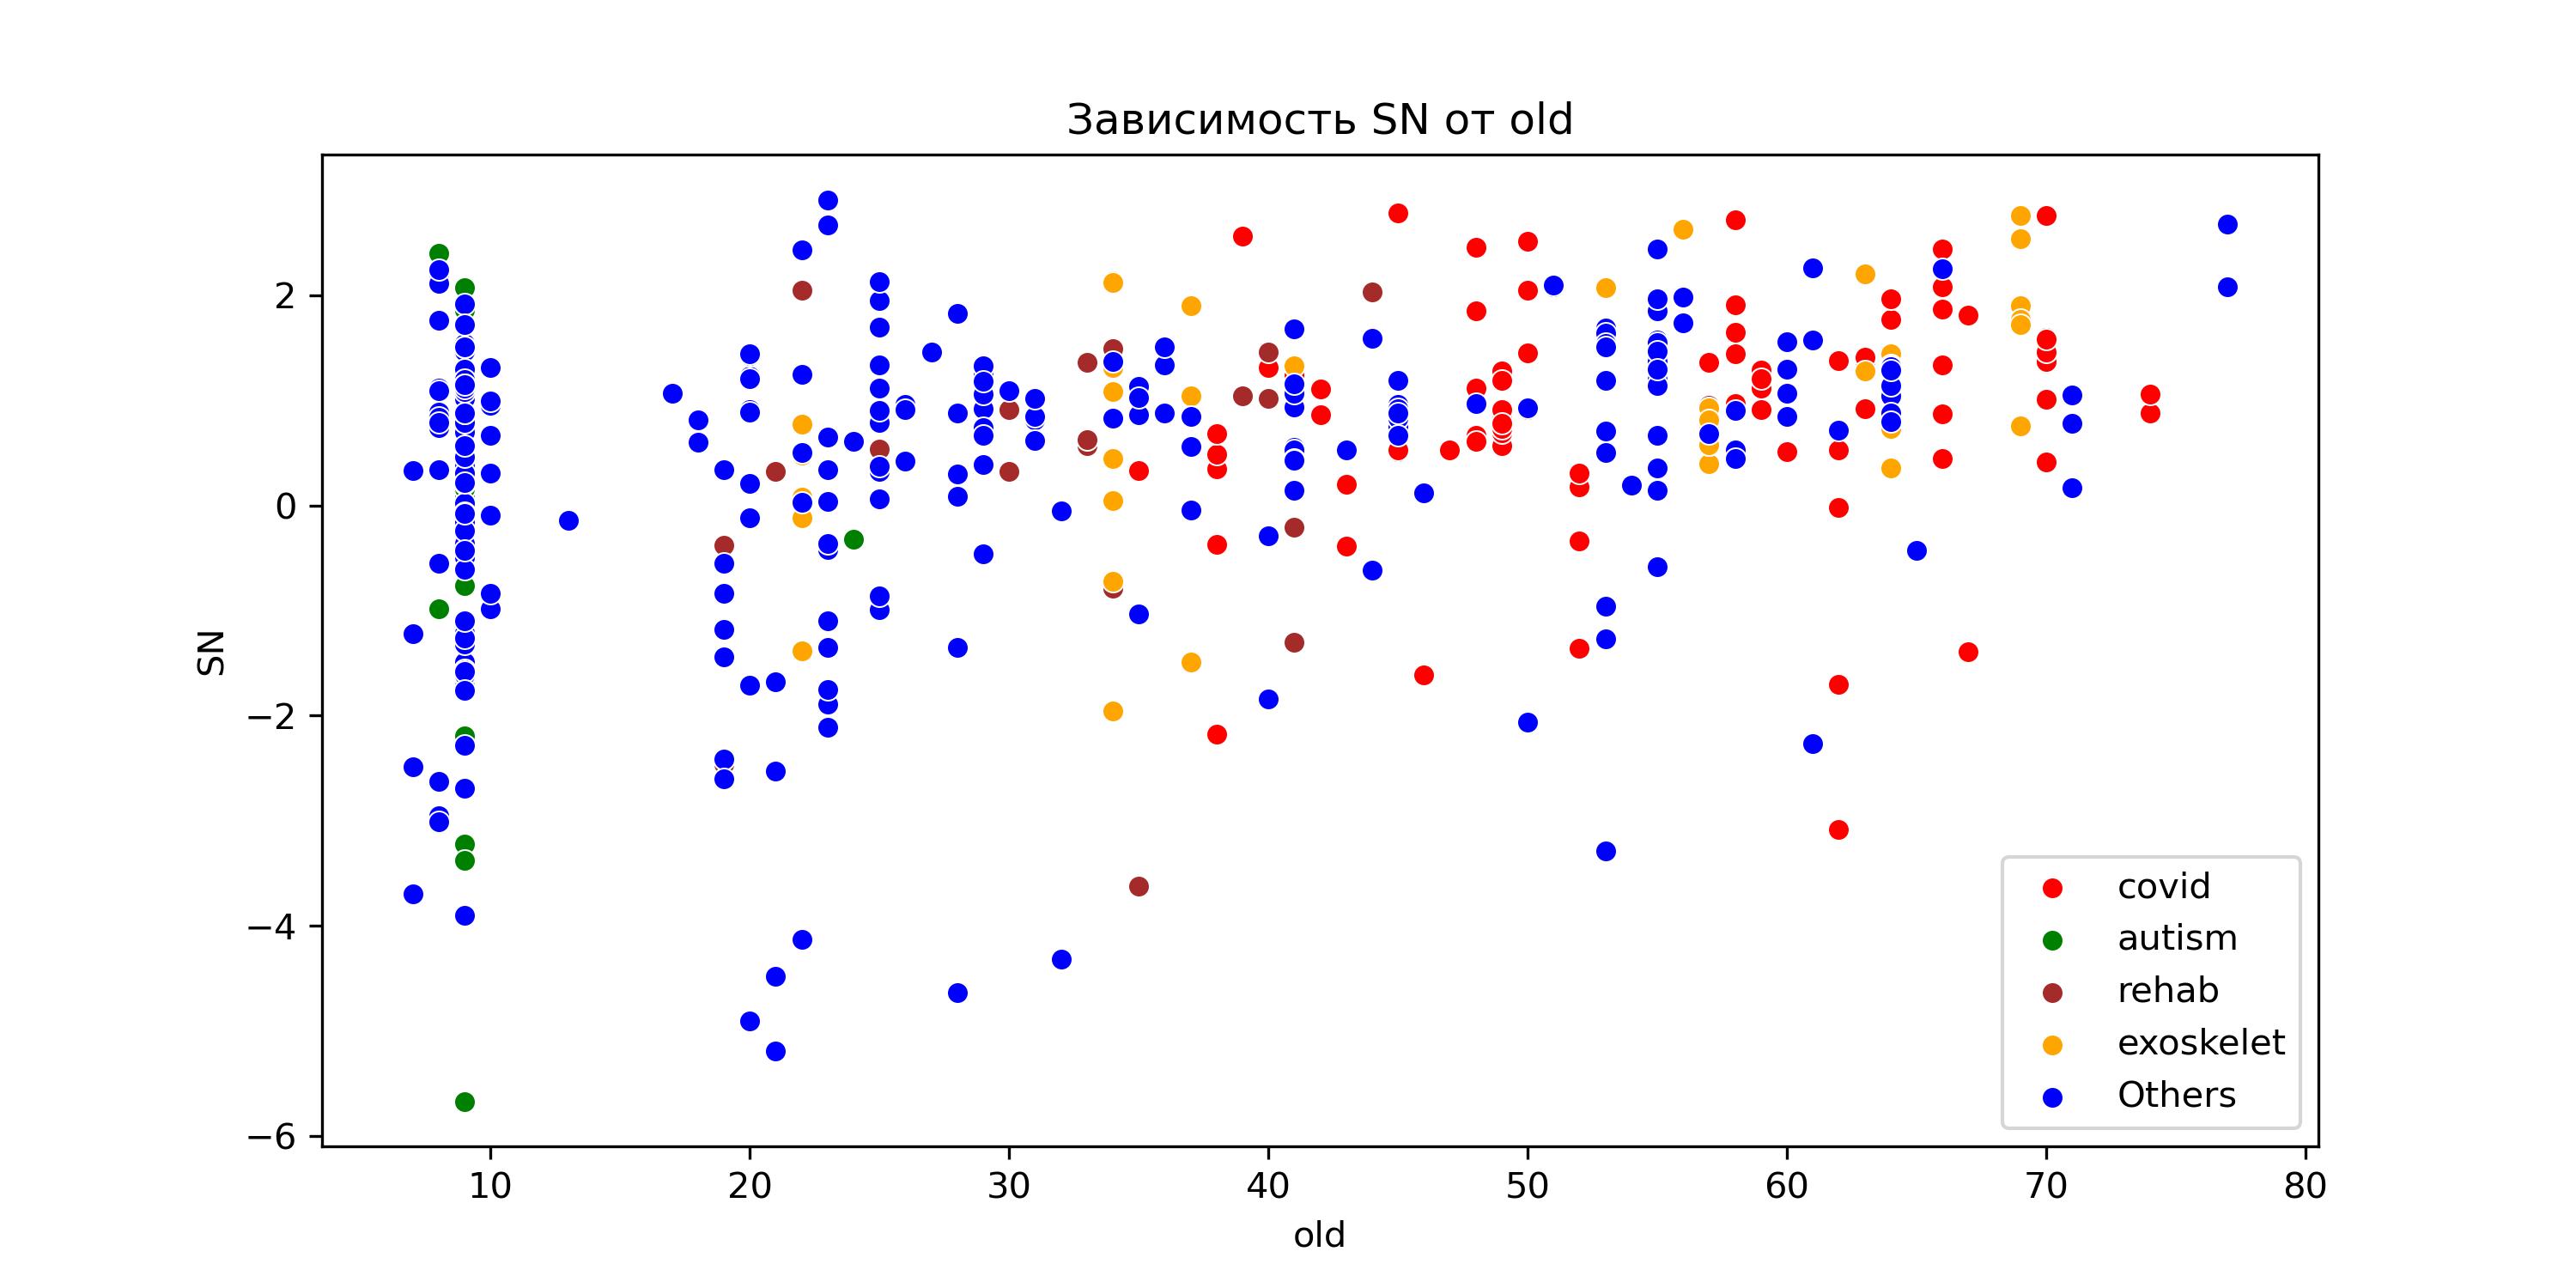 Зависимость SN от old
SN
2
0
−2
−4
−6
10 20 30 40 50 60 70 80
old
covid
autism
rehab
exoskelet
Others